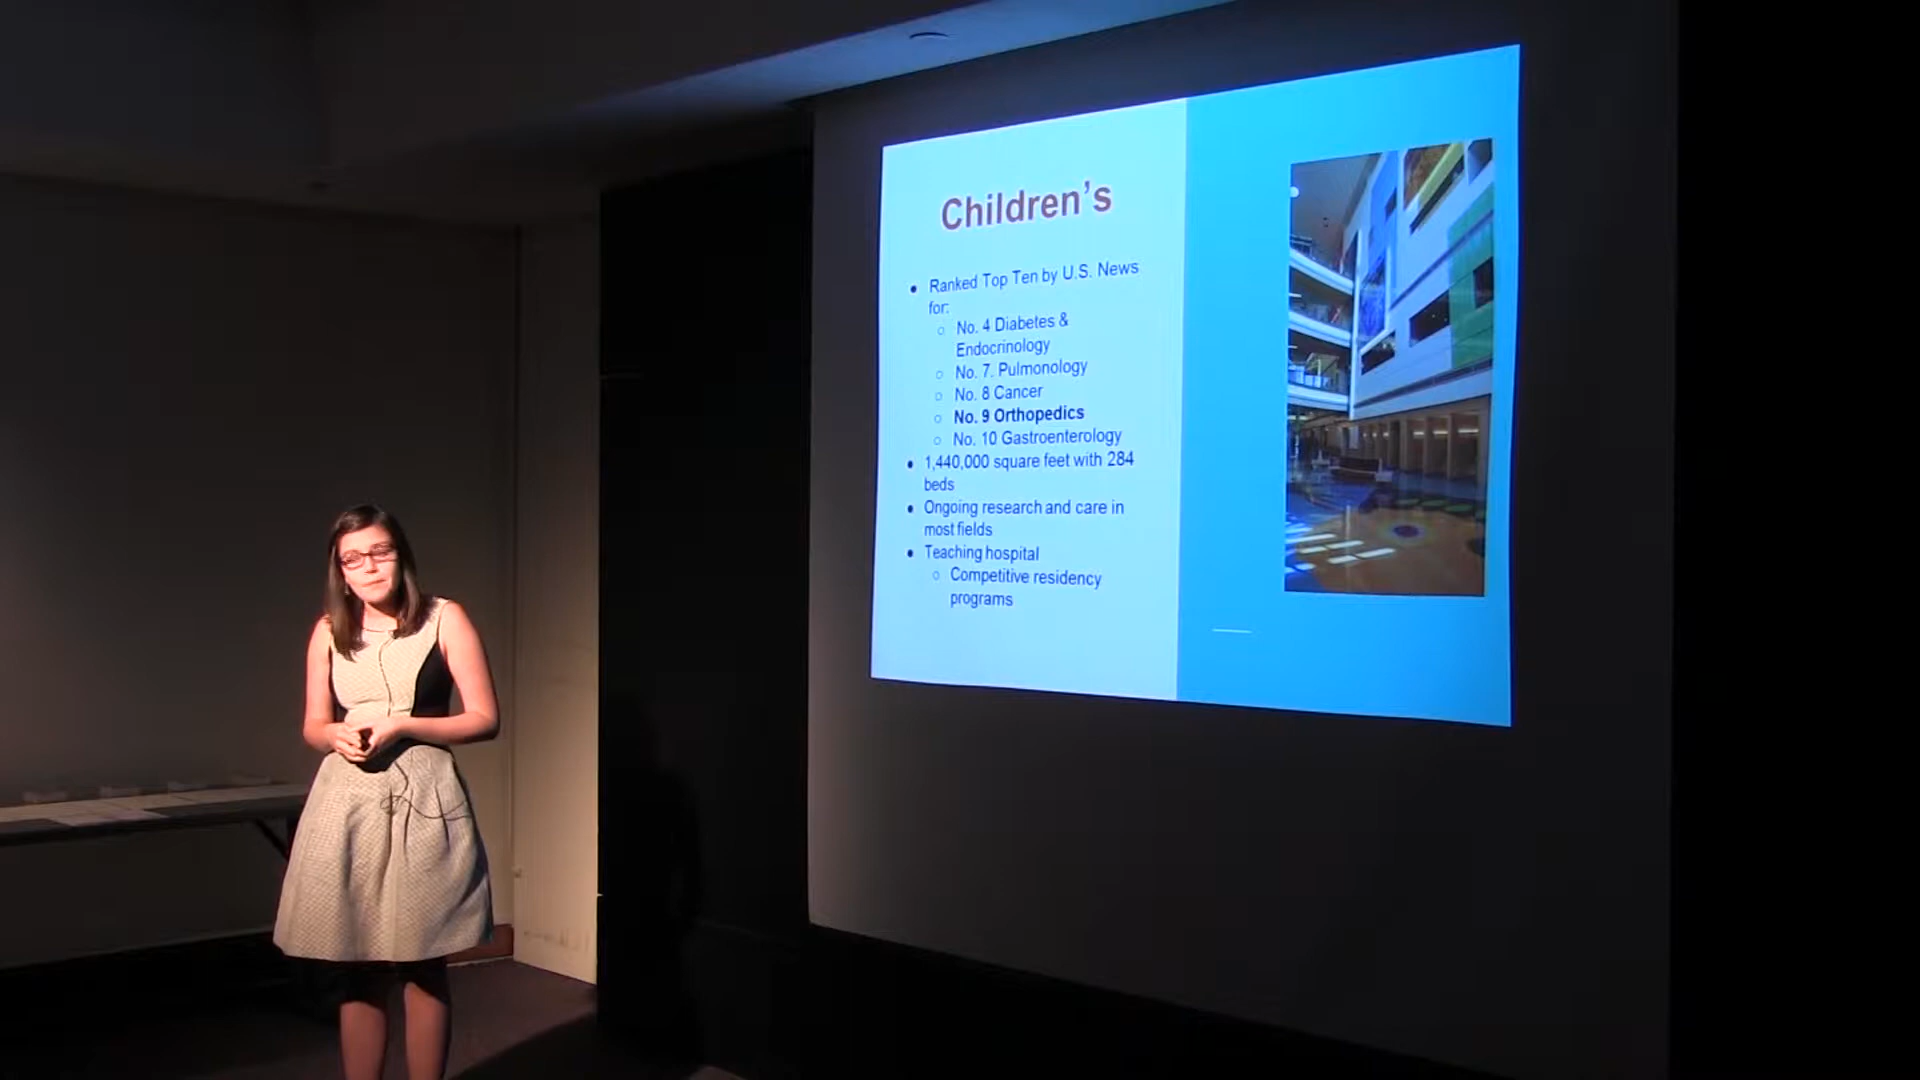 Children's
Ranked Top Ten by U.S. News
for:
No. 4 Diabetes &
Endocrinology
No. 7. Pulmonology
No. 8 Cancer
No. 9 Orthopedics
No. 10 Gastroenterology
1,440,000 square feet with 284
beds
Ongoing research and care in
most fields
Teaching hospital
Competitive residency
programs